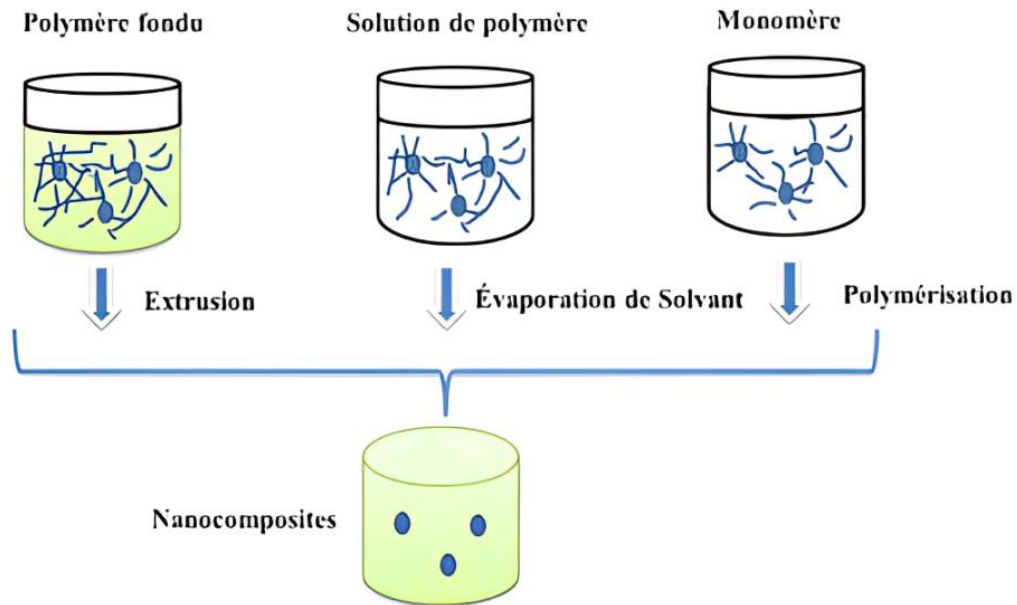 Polymère fondu
Solution de polymère
Monomère
Extrusion
Évaporation de Solvant
Polymérisation
Nanocomposites